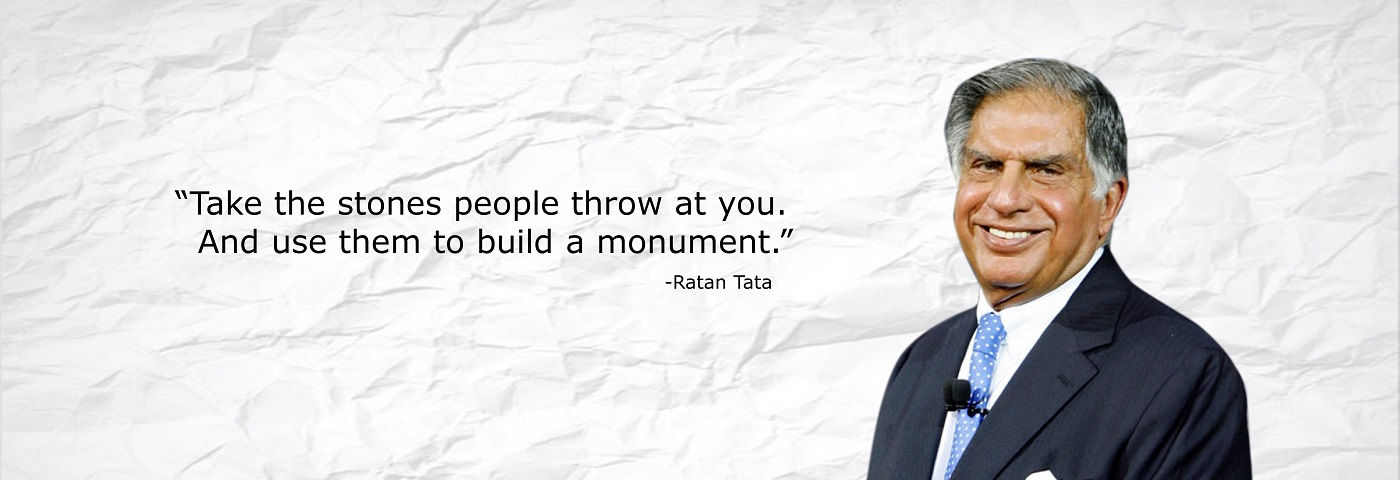 “Take the stones people throw at you.
And use them to build a monument.”
-Ratan Tata